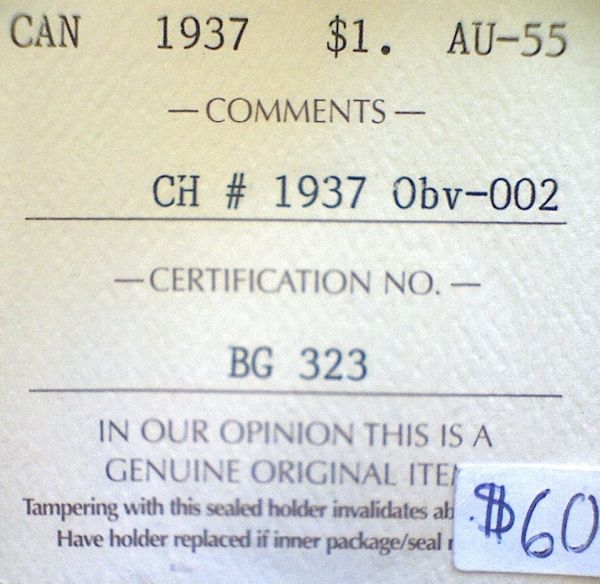 CAN 1937 $1. AU-55
—COMMENTS—
CH # 1937 Obv-002
—CERTIFICATION NO.—
BG 323
IN OUR OPINION THIS IS A
GENUINE ORIGINAL
Tampering with this sealed holder invalidates
Have holder replaced if inner package/seal
$60